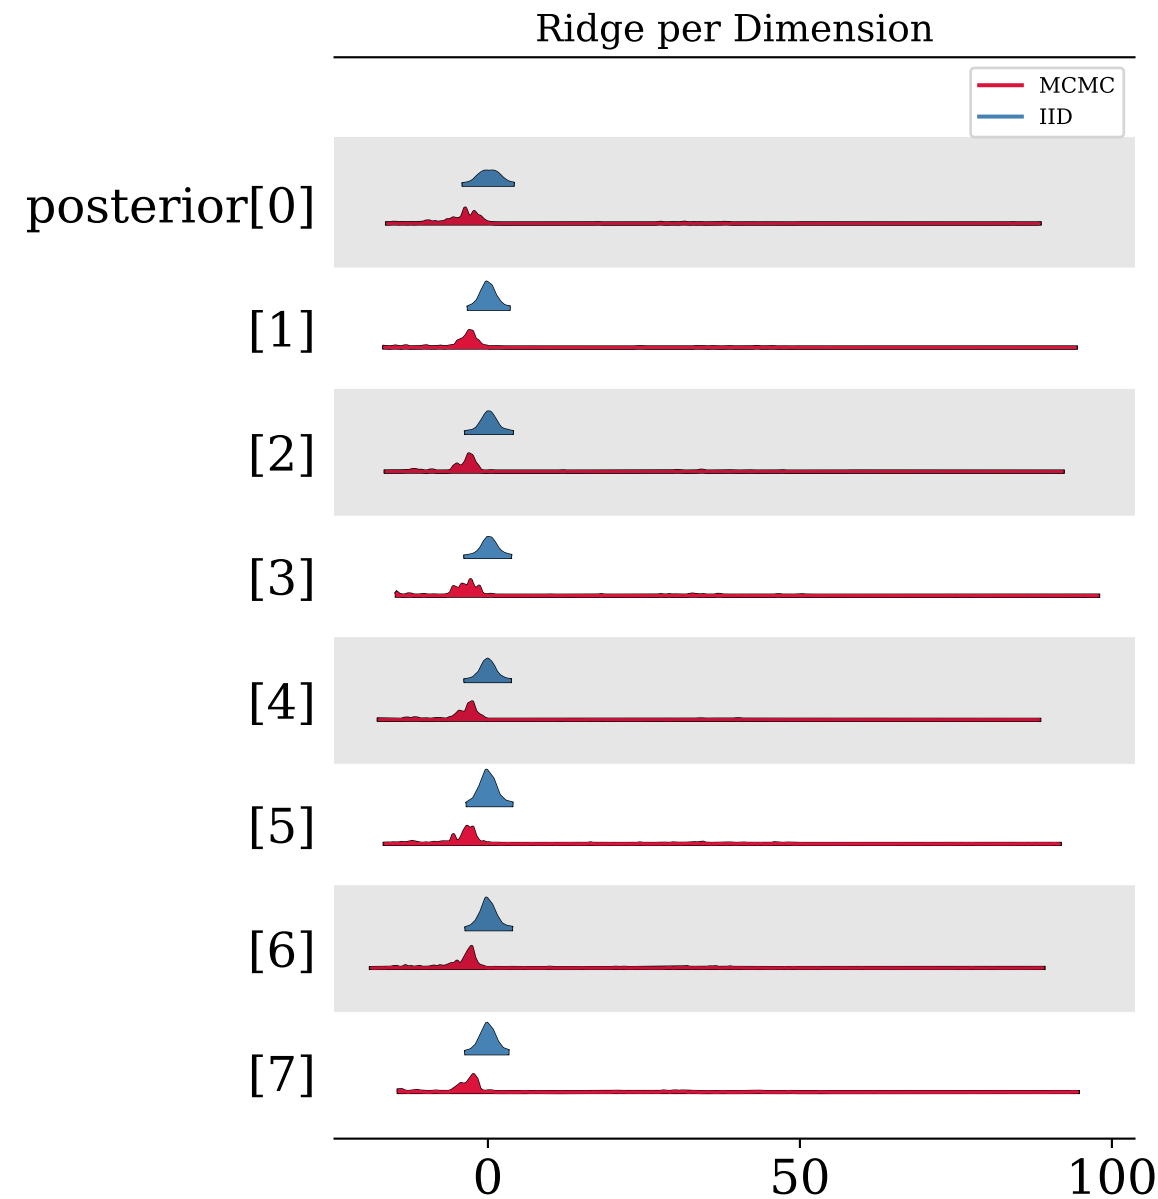 Ridge per Dimension
MCMC
IID
posterior[0]
[1]
[2]
[3]
[4]
[5]
[6]
[7]
0 50 100